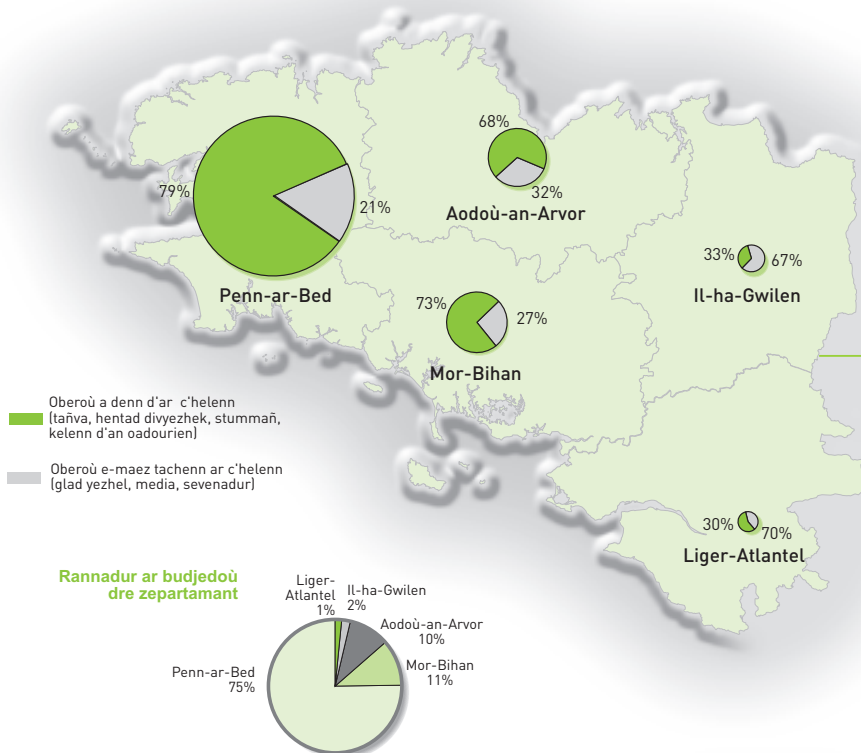 68%
32%
Aodoù-an-Arvor
79%
21%
Penn-ar-Bed
33%
67%
Il-ha-Gwilen
73%
27%
Mor-Bihan
Oberoù a denn d'ar c'helenn
(tañva, hentad divyezhek, stummañ,
kelenn d'an oadourien)
Oberoù e-maez tachenn ar c'helenn
(glad yezhel, media, sevenadur)
30%
70%
Liger-Atlantel
Rannadur ar budjedoù
dre zepartamant
Liger-
Atlantel
1%
Il-ha-Gwilen
2%
Aodoù-an-Arvor
10%
Mor-Bihan
11%
Penn-ar-Bed
75%